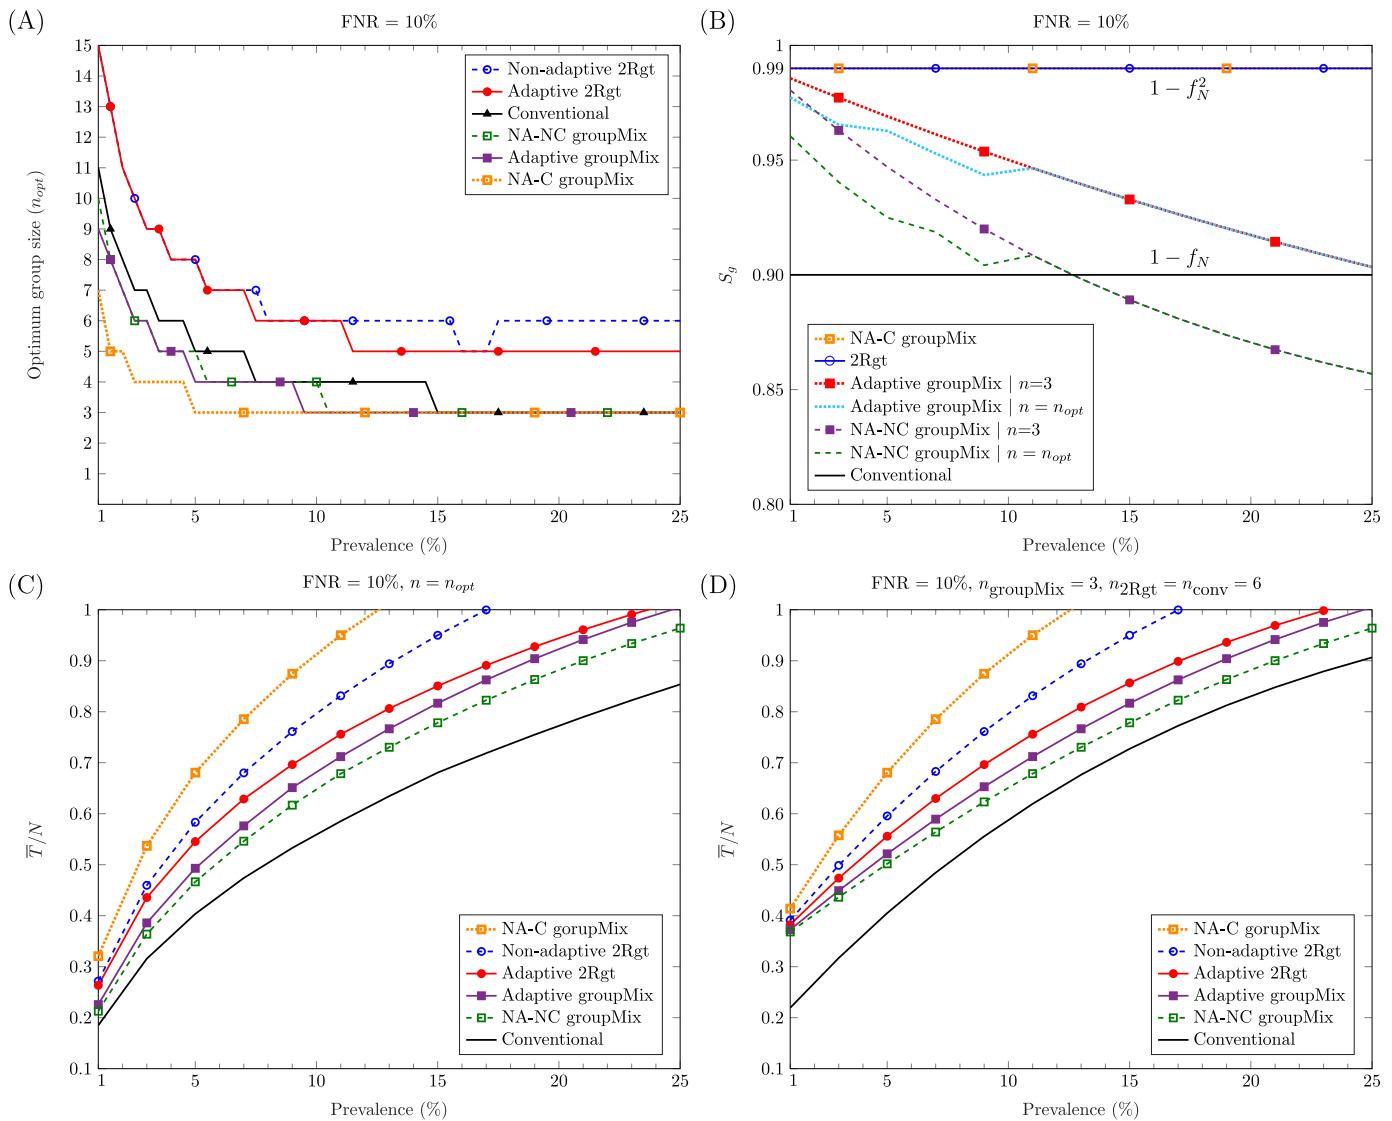 (A)
FNR = 10%
15
14
13
12
11
10
9
8
7
6
5
4
3
2
1
Optimum group size (n_opt)
Non-adaptive 2Rgt
Adaptive 2Rgt
Conventional
NA-NC groupMix
Adaptive groupMix
NA-C groupMix
1 5 10 15 20 25
Prevalence (%)
(B)
FNR = 10%
1
0.99
0.95
0.90
0.85
0.80
S_g
1 − f_N^2
1 − f_N
NA-C groupMix
2Rgt
Adaptive groupMix | n=3
Adaptive groupMix | n = n_opt
NA-NC groupMix | n=3
NA-NC groupMix | n = n_opt
Conventional
1 5 10 15 20 25
Prevalence (%)
(C)
FNR = 10%, n = n_opt
1
0.9
0.8
0.7
0.6
0.5
0.4
0.3
0.2
0.1
T̅/N
NA-C gorupMix
Non-adaptive 2Rgt
Adaptive 2Rgt
Adaptive groupMix
NA-NC groupMix
Conventional
1 5 10 15 20 25
Prevalence (%)
(D)
FNR = 10%, n_groupMix = 3, n_2Rgt = n_conv = 6
1
0.9
0.8
0.7
0.6
0.5
0.4
0.3
0.2
0.1
T̅/N
NA-C gorupMix
Non-adaptive 2Rgt
Adaptive 2Rgt
Adaptive groupMix
NA-NC groupMix
Conventional
1 5 10 15 20 25
Prevalence (%)